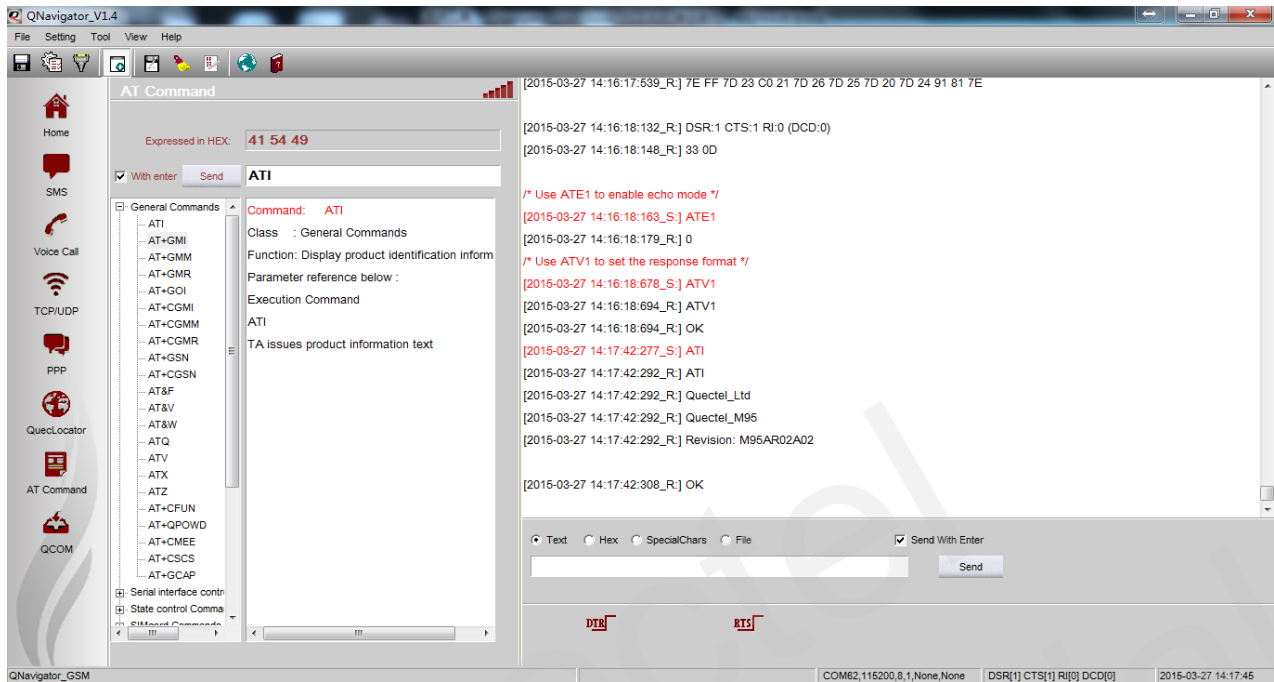 QNavigator_V1.4
File Setting Tool View Help
Home
SMS
Voice Call
TCP/UDP
PPP
QuecLocator
AT Command
QCOM
AT Command
Expressed in HEX: 41 54 49
With enter Send ATI
General Commands
ATI
AT+GMI
AT+GMM
AT+GMR
AT+GOI
AT+CGMI
AT+CGMM
AT+CGMR
AT+GSN
AT+CGSN
AT&F
AT&V
AT&W
ATQ
ATV
ATX
ATZ
AT+CFUN
AT+QPOWD
AT+CMEE
AT+CSCS
AT+GCAP
Serial interface contr
State control Comma
Command: ATI
Class : General Commands
Function: Display product identification inform
Parameter reference below :
Execution Command
ATI
TA issues product information text
[2015-03-27 14:16:17:539_R:] 7E FF 7D 23 C0 21 7D 26 7D 25 7D 20 7D 24 91 81 7E
[2015-03-27 14:16:18:132_R:] DSR:1 CTS:1 RI:0 (DCD:0)
[2015-03-27 14:16:18:148_R:] 33 0D
/* Use ATE1 to enable echo mode */
[2015-03-27 14:16:18:163_S:] ATE1
[2015-03-27 14:16:18:179_R:] 0
/* Use ATV1 to set the response format */
[2015-03-27 14:16:18:678_S:] ATV1
[2015-03-27 14:16:18:694_R:] ATV1
[2015-03-27 14:16:18:694_R:] OK
[2015-03-27 14:17:42:277_S:] ATI
[2015-03-27 14:17:42:292_R:] ATI
[2015-03-27 14:17:42:292_R:] Quectel_Ltd
[2015-03-27 14:17:42:292_R:] Quectel_M95
[2015-03-27 14:17:42:292_R:] Revision: M95AR02A02
[2015-03-27 14:17:42:308_R:] OK
Text Hex SpecialChars File Send With Enter
Send
DTR RTS
QNavigator_GSM COM62,115200,8,1,None,None DSR[1] CTS[1] RI[0] DCD[0] 2015-03-27 14:17:45